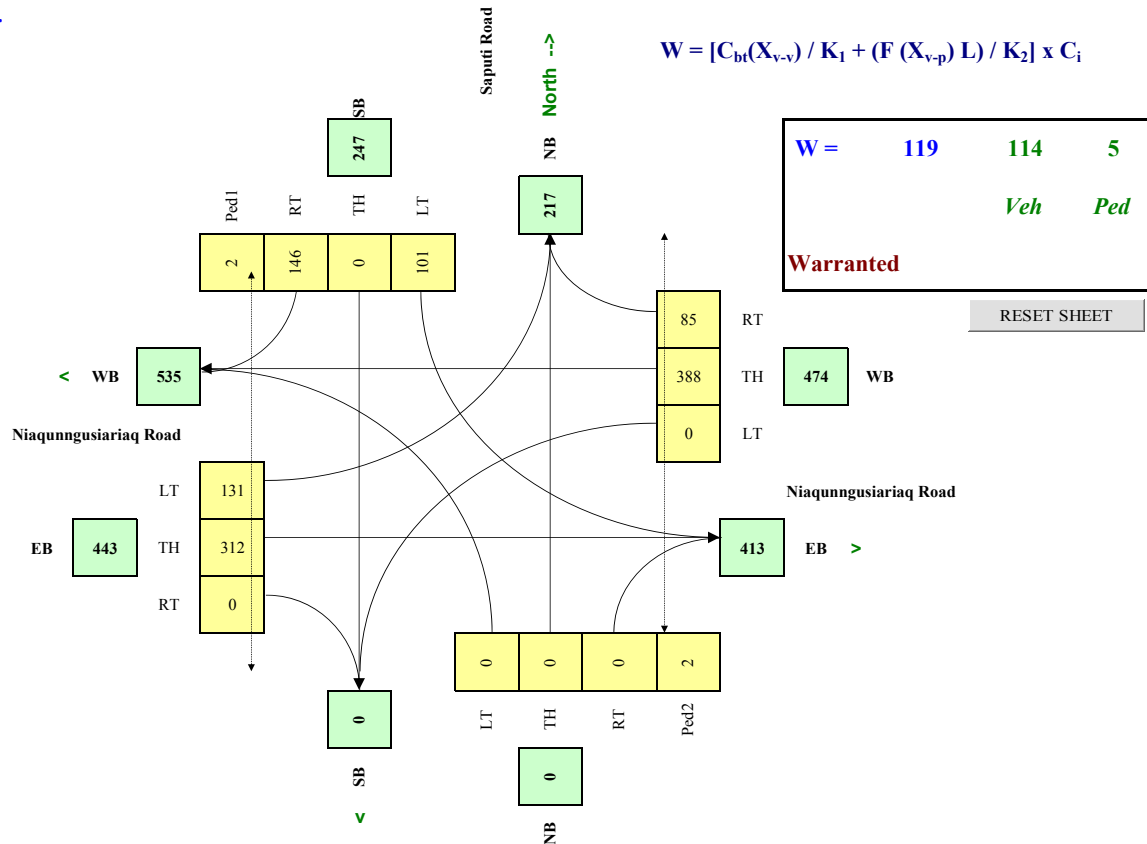 Saputi Road
North -->
W = [Cbt(Xv-v) / K1 + (F (Xv-p) L) / K2] x Ci
SB
247
NB
217
W = 119 114 5
Veh Ped
Warranted
RESET SHEET
Ped1 RT TH LT
2 146 0 101
85 RT
388 TH
0 LT
< WB 535
474 WB
Niaqunngusiariaq Road
Niaqunngusiariaq Road
LT 131
EB 443 TH 312
RT 0
413 EB >
0 0 0 2
LT TH RT Ped2
0
SB
v
0
NB